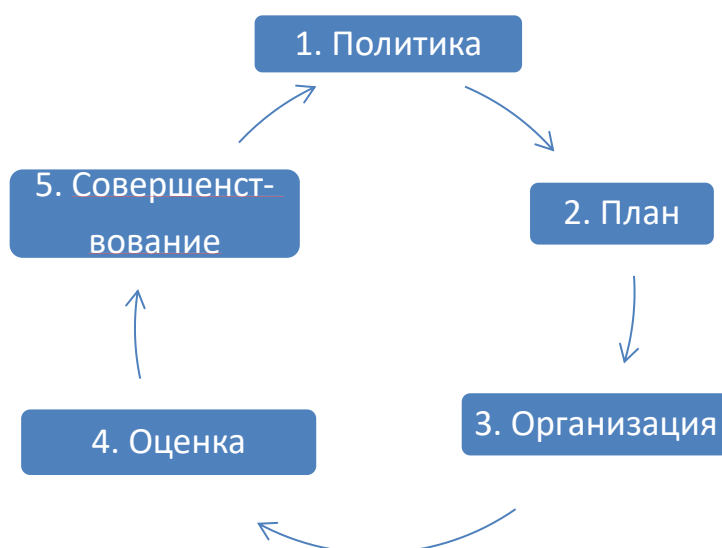 1. Политика
2. План
3. Организация
4. Оценка
5. Совершенст-
вование